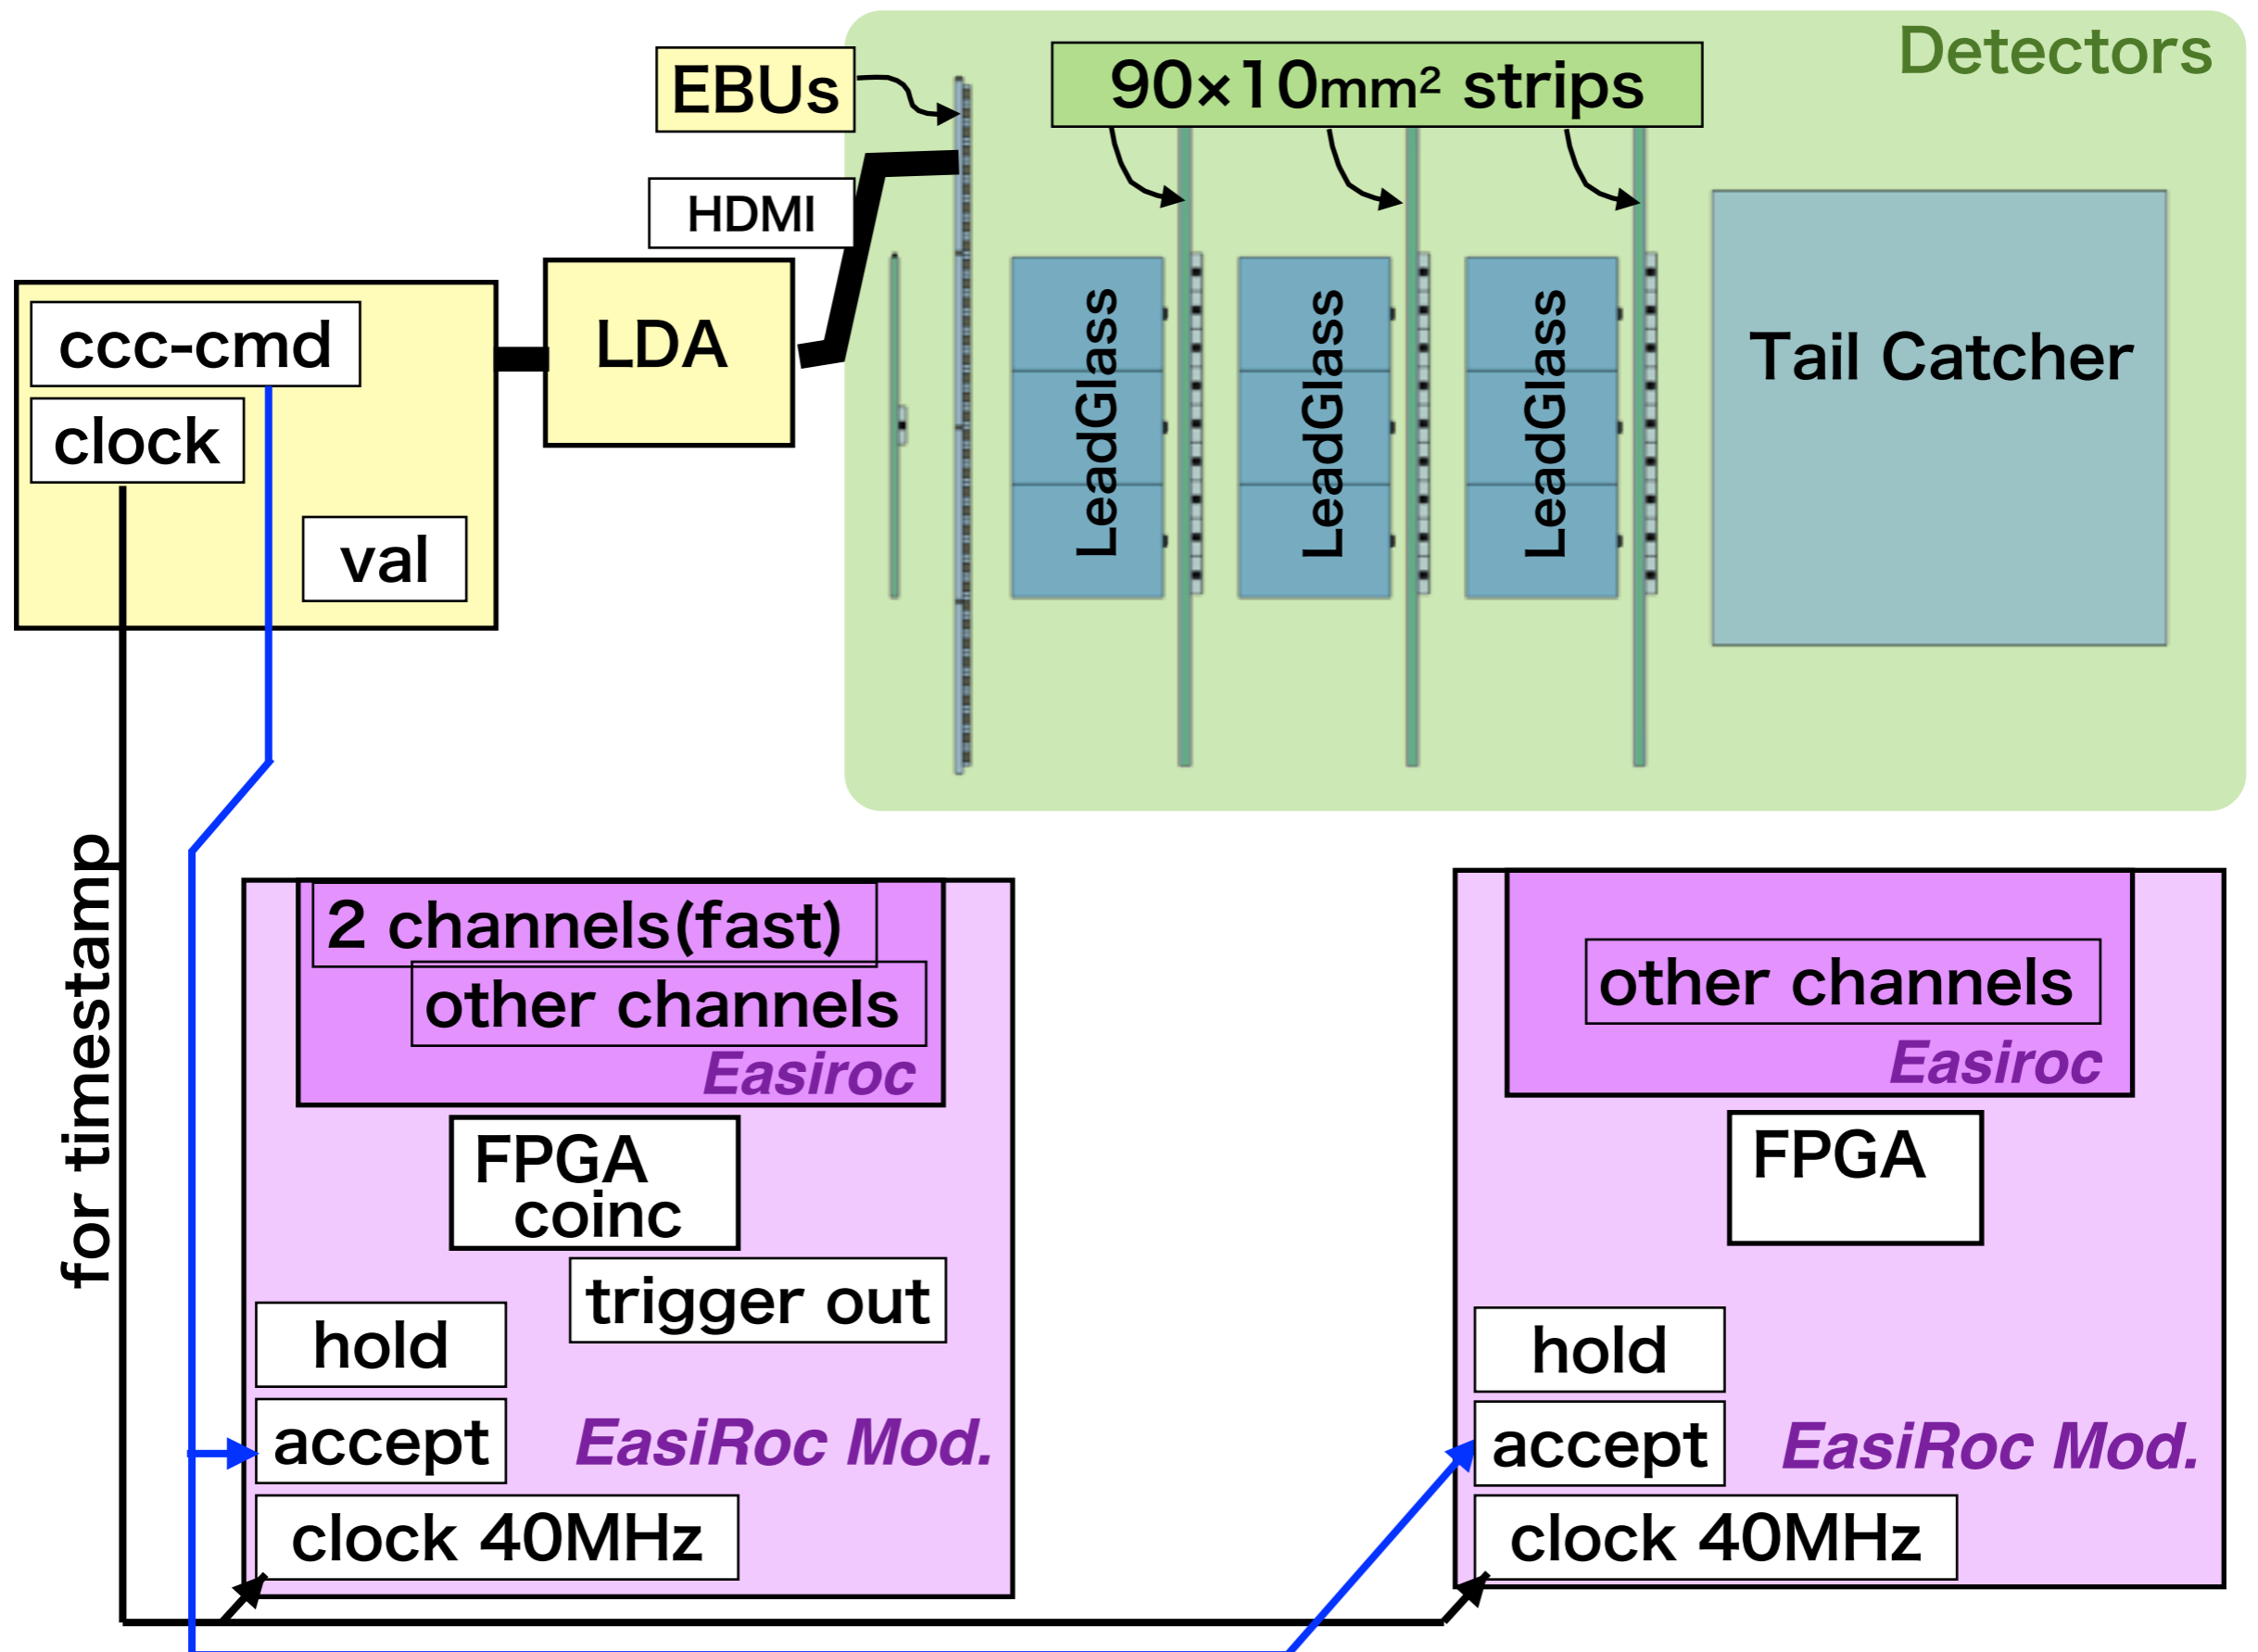 Detectors
EBUs
90×10mm² strips
HDMI
ccc-cmd
LDA
clock
val
LeadGlass
LeadGlass
LeadGlass
Tail Catcher
for timestamp
2 channels(fast)
other channels
Easiroc
FPGA
coinc
trigger out
hold
accept
EasiRoc Mod.
clock 40MHz
other channels
Easiroc
FPGA
hold
accept
EasiRoc Mod.
clock 40MHz